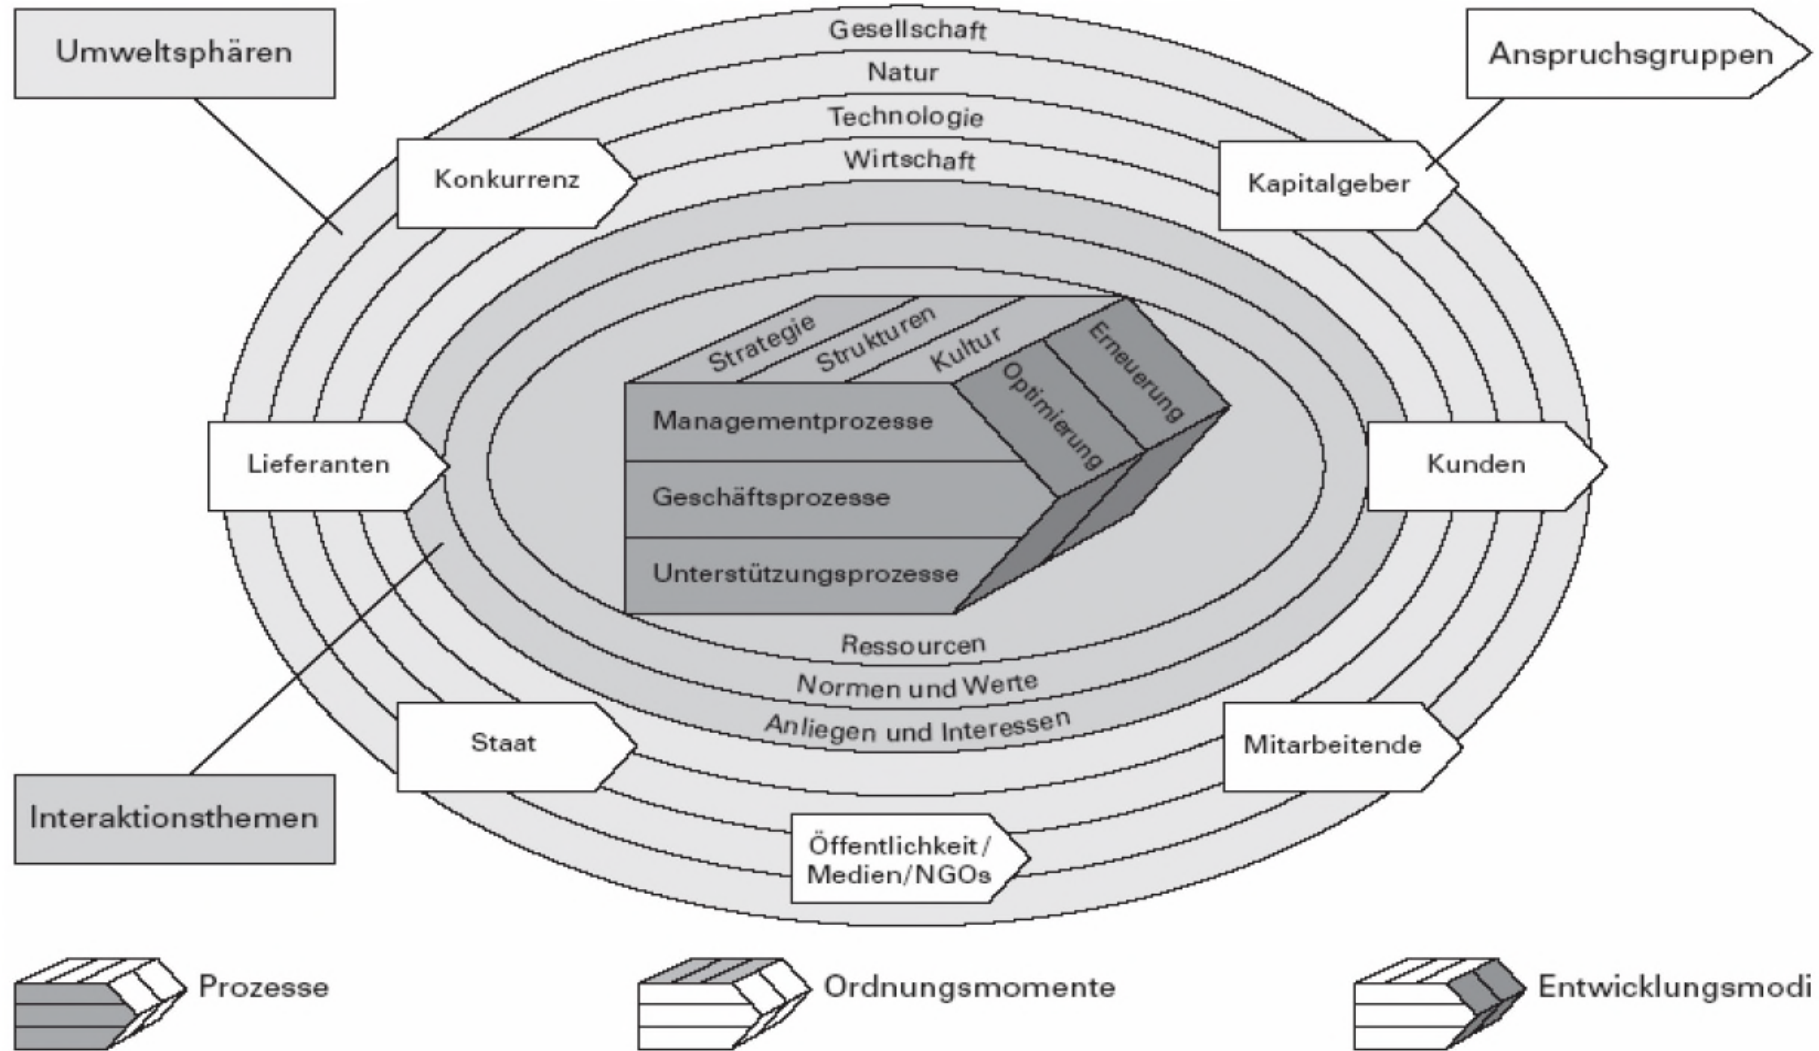 Umweltsphären
Anspruchsgruppen
Gesellschaft
Natur
Technologie
Wirtschaft
Konkurrenz
Kapitalgeber
Strategie
Strukturen
Kultur
Optimierung
Erneuerung
Managementprozesse
Geschäftsprozesse
Unterstützungsprozesse
Lieferanten
Kunden
Ressourcen
Normen und Werte
Anliegen und Interessen
Staat
Mitarbeitende
Interaktionsthemen
Öffentlichkeit/
Medien/NGOs
Prozesse
Ordnungsmomente
Entwicklungsmodi